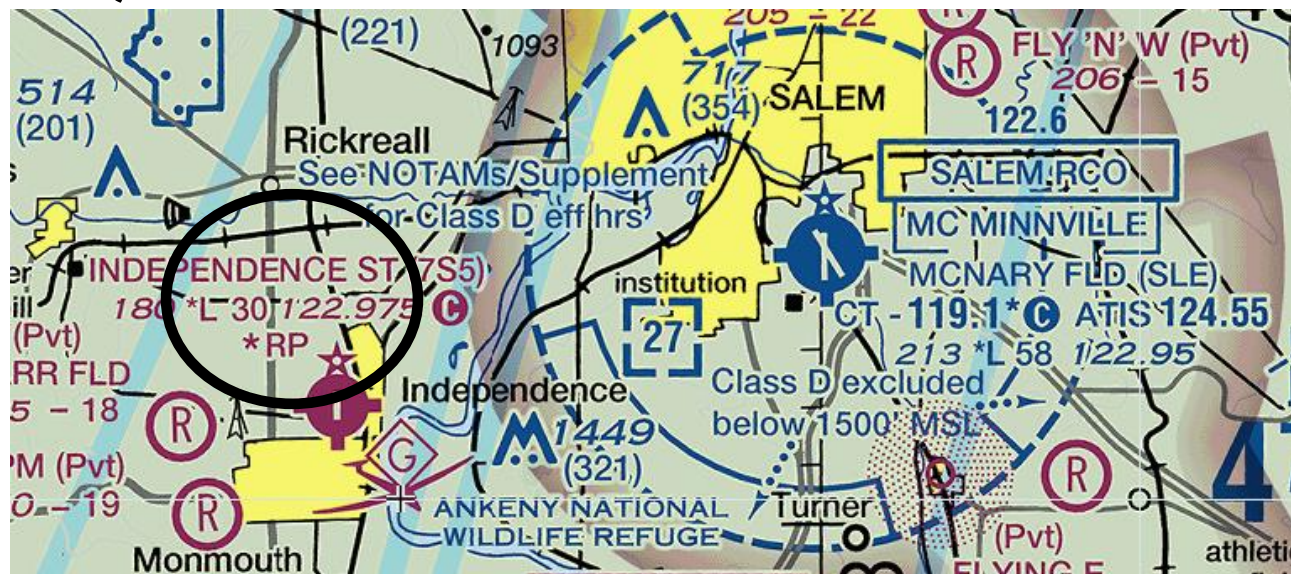 205 – 22
(221)
1093
FLY 'N' W (Pvt)
206 – 15
514
(201)
717
(354)
SALEM
122.6
Rickreall
See NOTAMs/Supplement
for Class D eff hrs
SALEM RCO
MC MINNVILLE
INDEPENDENCE ST (7S5)
180 *L 30 122.975 C
*RP
institution
27
MCNARY FLD (SLE)
CT - 119.1* C ATIS 124.55
213 *L 58 122.95
(Pvt)
RR FLD
5 – 18
R
R
R
Independence
Class D excluded
below 1500' MSL
1449
(321)
G
PM (Pvt)
0 – 19
R
R
ANKENY NATIONAL
WILDLIFE REFUGE
Turner
4
(Pvt)
Monmouth